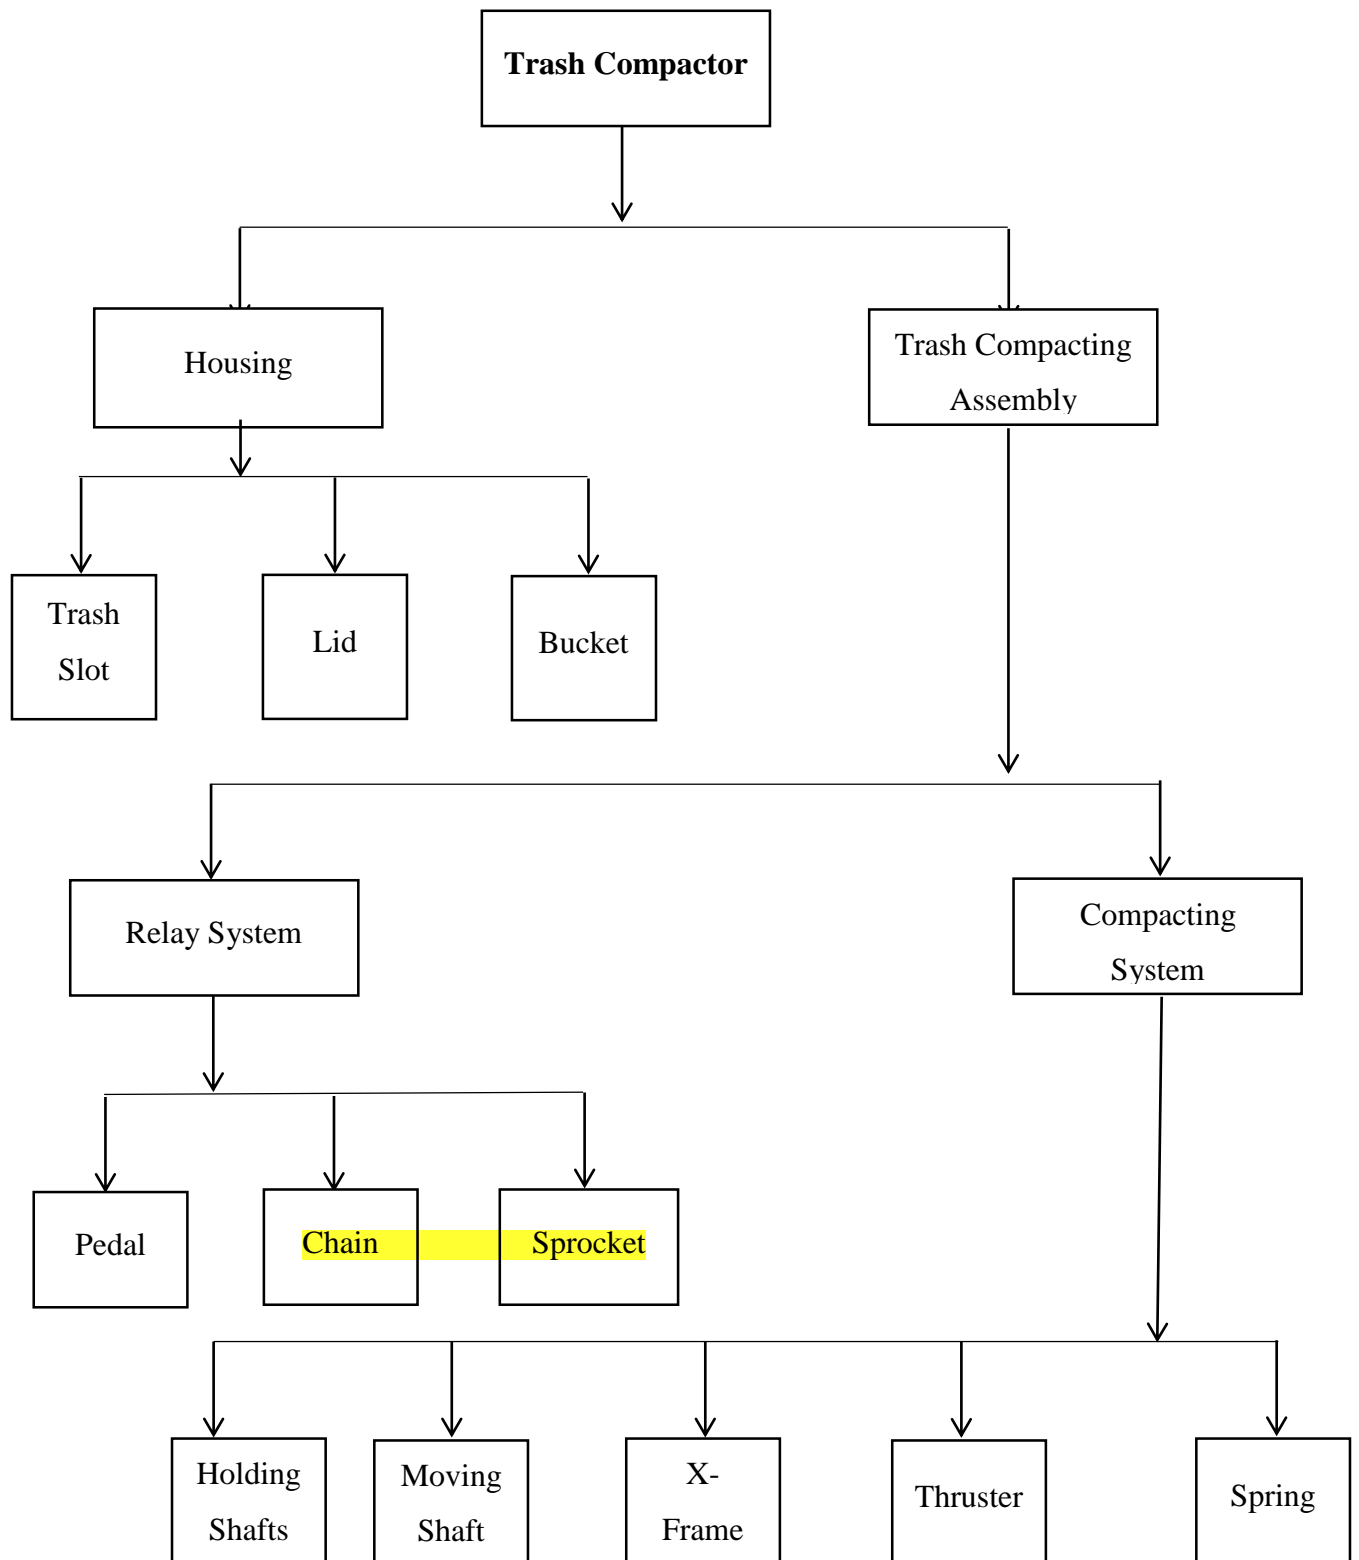 Trash Compactor
Housing
Trash Compacting
Assembly
Trash
Slot
Lid
Bucket
Relay System
Compacting
System
Pedal
Chain
Sprocket
Holding
Shafts
Moving
Shaft
X-
Frame
Thruster
Spring